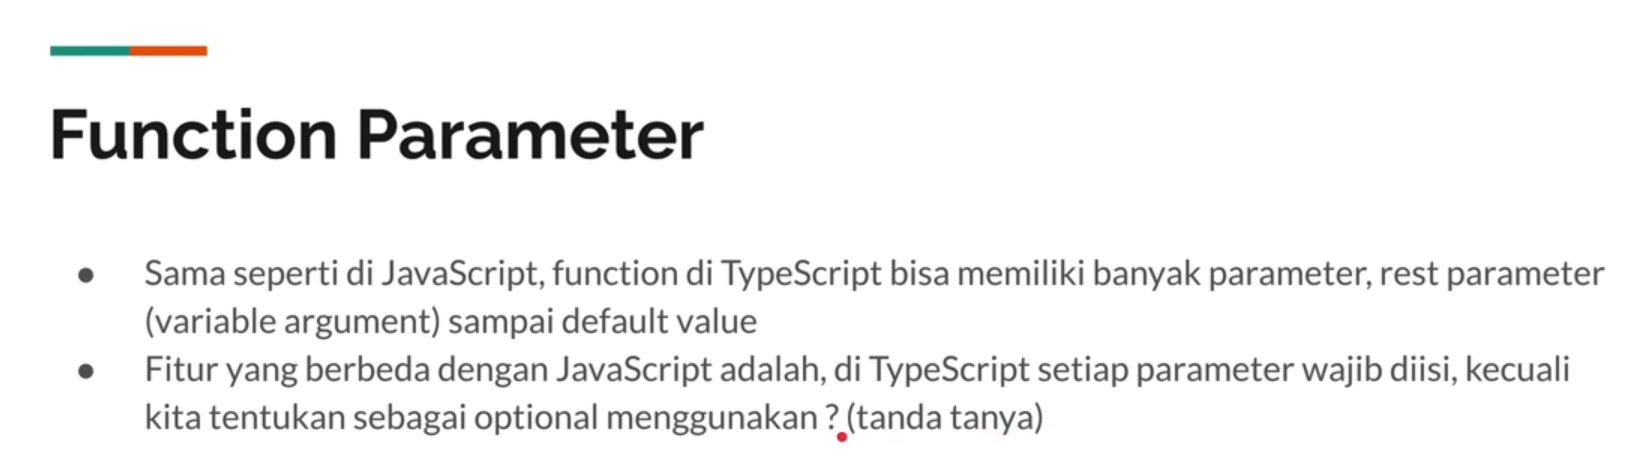 Function Parameter
● Sama seperti di JavaScript, function di TypeScript bisa memiliki banyak parameter, rest parameter
(variable argument) sampai default value
● Fitur yang berbeda dengan JavaScript adalah, di TypeScript setiap parameter wajib diisi, kecuali
kita tentukan sebagai optional menggunakan ? (tanda tanya)